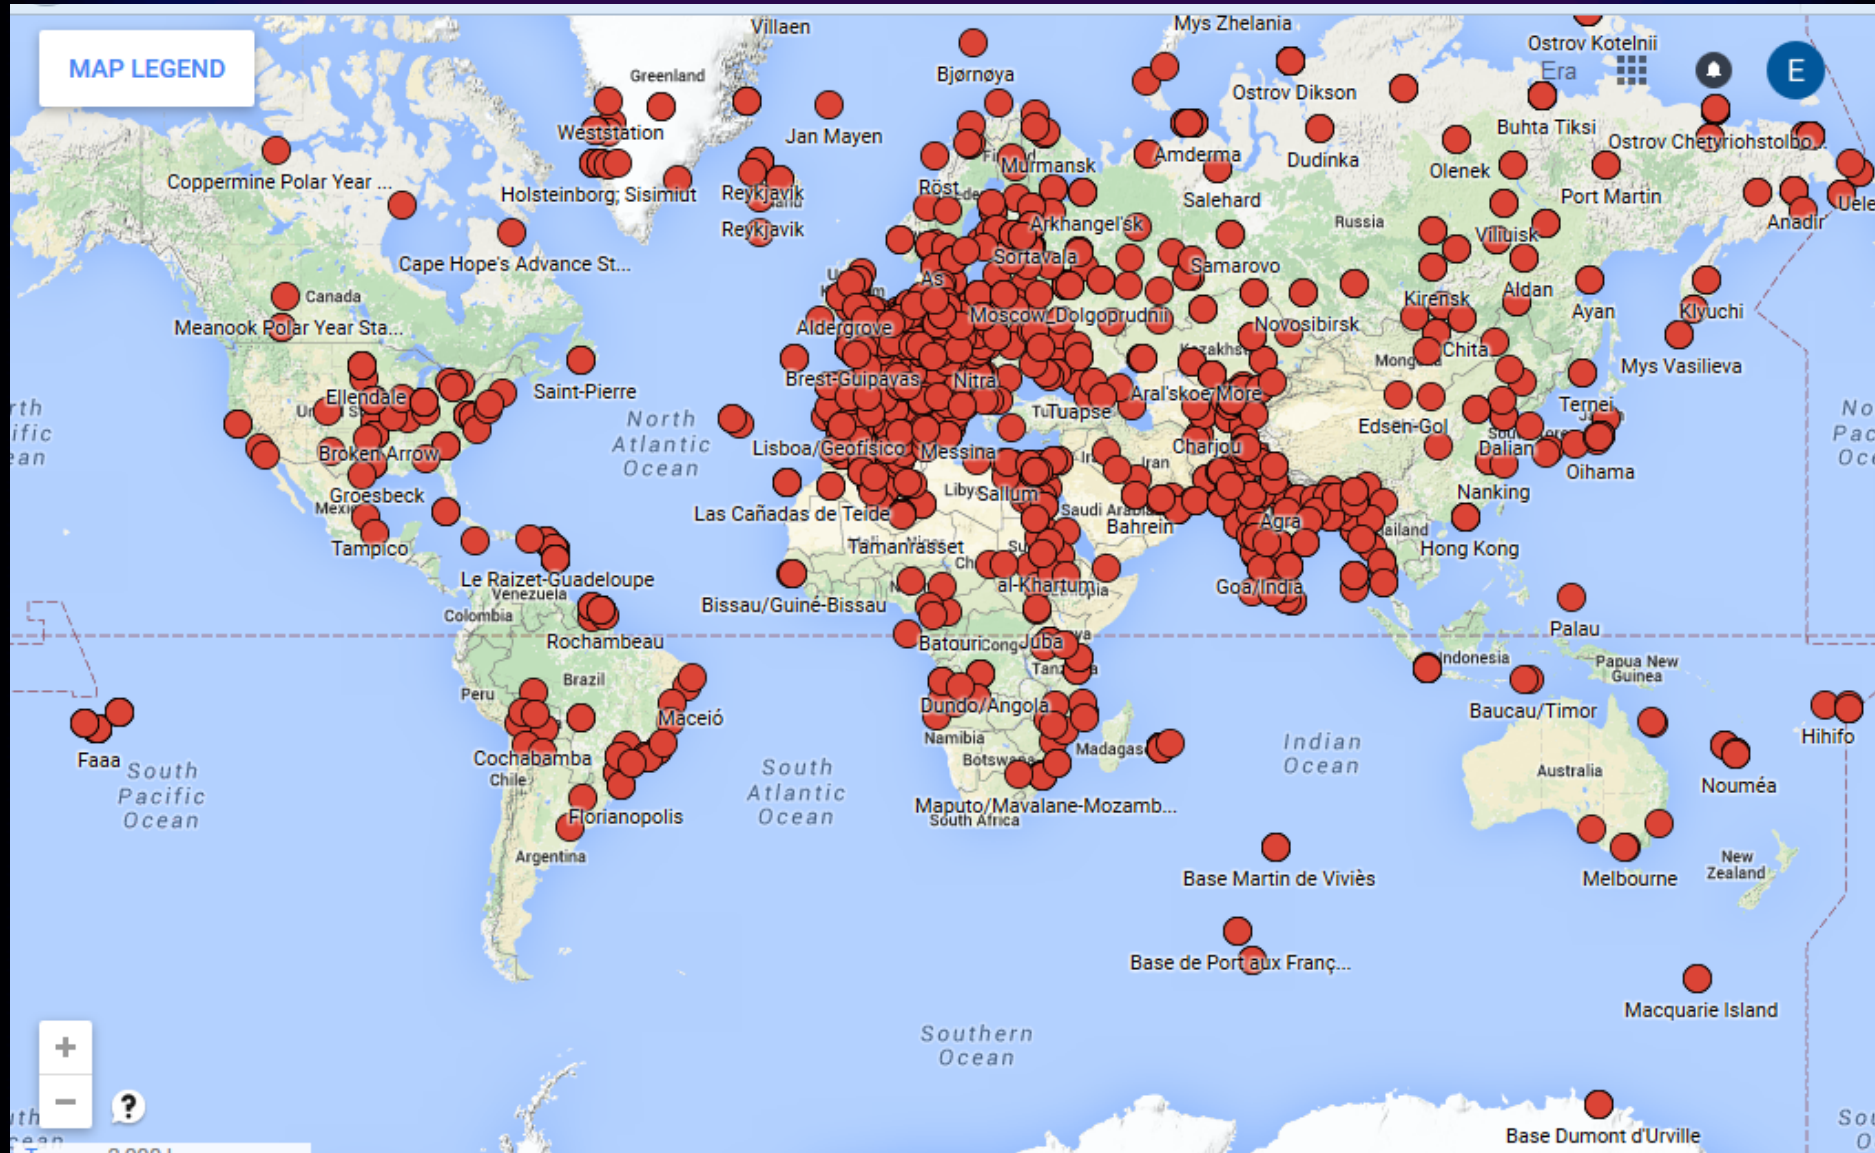 MAP LEGEND
Villaen
Mys Zhelania
Ostrov Kotelnii
Era
E
Greenland
Bjørnøya
Ostrov Dikson
Weststation
Jan Mayen
Buhta Tiksi
Ostrov Chetyriohstolbo...
Murmansk
Amderma
Dudinka
Olenek
Coppermine Polar Year ...
Holsteinborg; Sisimiut
Reykjavik
Röst
Salehard
Port Martin
Uele
Reykjavik
Arkhangel'sk
Russia
Viliuisk
Anadir
Cape Hope's Advance St...
Sortavala
Samarovo
As
Canada
Kirensk
Aldan
Ayan
Klyuchi
Meanook Polar Year Sta...
Aldergrove
Moscow_Dolgoprudnii
Novosibirsk
Chita
Mys Vasilieva
Saint-Pierre
Brest-Guipavas
Nitra
Aral'skoe More
Ellendale
Tuapse
Ternei
North
Atlantic
Ocean
Edsen-Gol
Broken Arrow
Lisboa/Geofísico
Messina
Charjou
Iran
Dalian
Oihama
Groesbeck
Sallum
Nanking
Las Cañadas de Teide
Saudi Arabia
Bahrein
Agra
Tampico
Tamanrasset
Hong Kong
Le Raizet-Guadeloupe
Venezuela
Bissau/Guiné-Bissau
al-Khartum
Goa/India
Colombia
Rochambeau
Batouri
Juba
Palau
Indonesia
Papua New
Guinea
Peru
Brazil
Maceió
Dundo/Angola
Baucau/Timor
Namibia
Hihifo
Faaa
South
Pacific
Ocean
Cochabamba
Chile
South
Atlantic
Ocean
Indian
Ocean
Australia
Nouméa
Florianopolis
Maputo/Mavalane-Mozamb...
South Africa
Argentina
Base Martin de Viviès
Melbourne
New
Zealand
Base de Port aux Franç...
Macquarie Island
Southern
Ocean
+
−
?
Base Dumont d'Urville